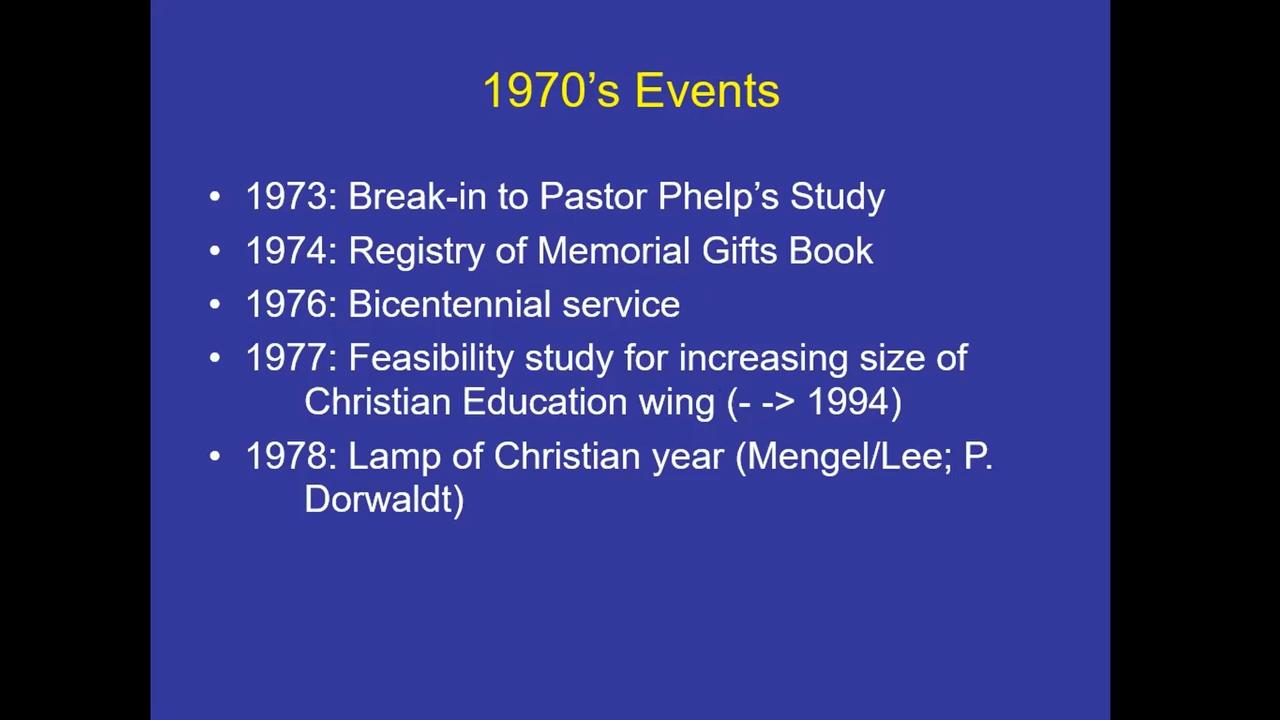 1970’s Events
• 1973: Break-in to Pastor Phelp’s Study
• 1974: Registry of Memorial Gifts Book
• 1976: Bicentennial service
• 1977: Feasibility study for increasing size of
Christian Education wing (- -> 1994)
• 1978: Lamp of Christian year (Mengel/Lee; P.
Dorwaldt)